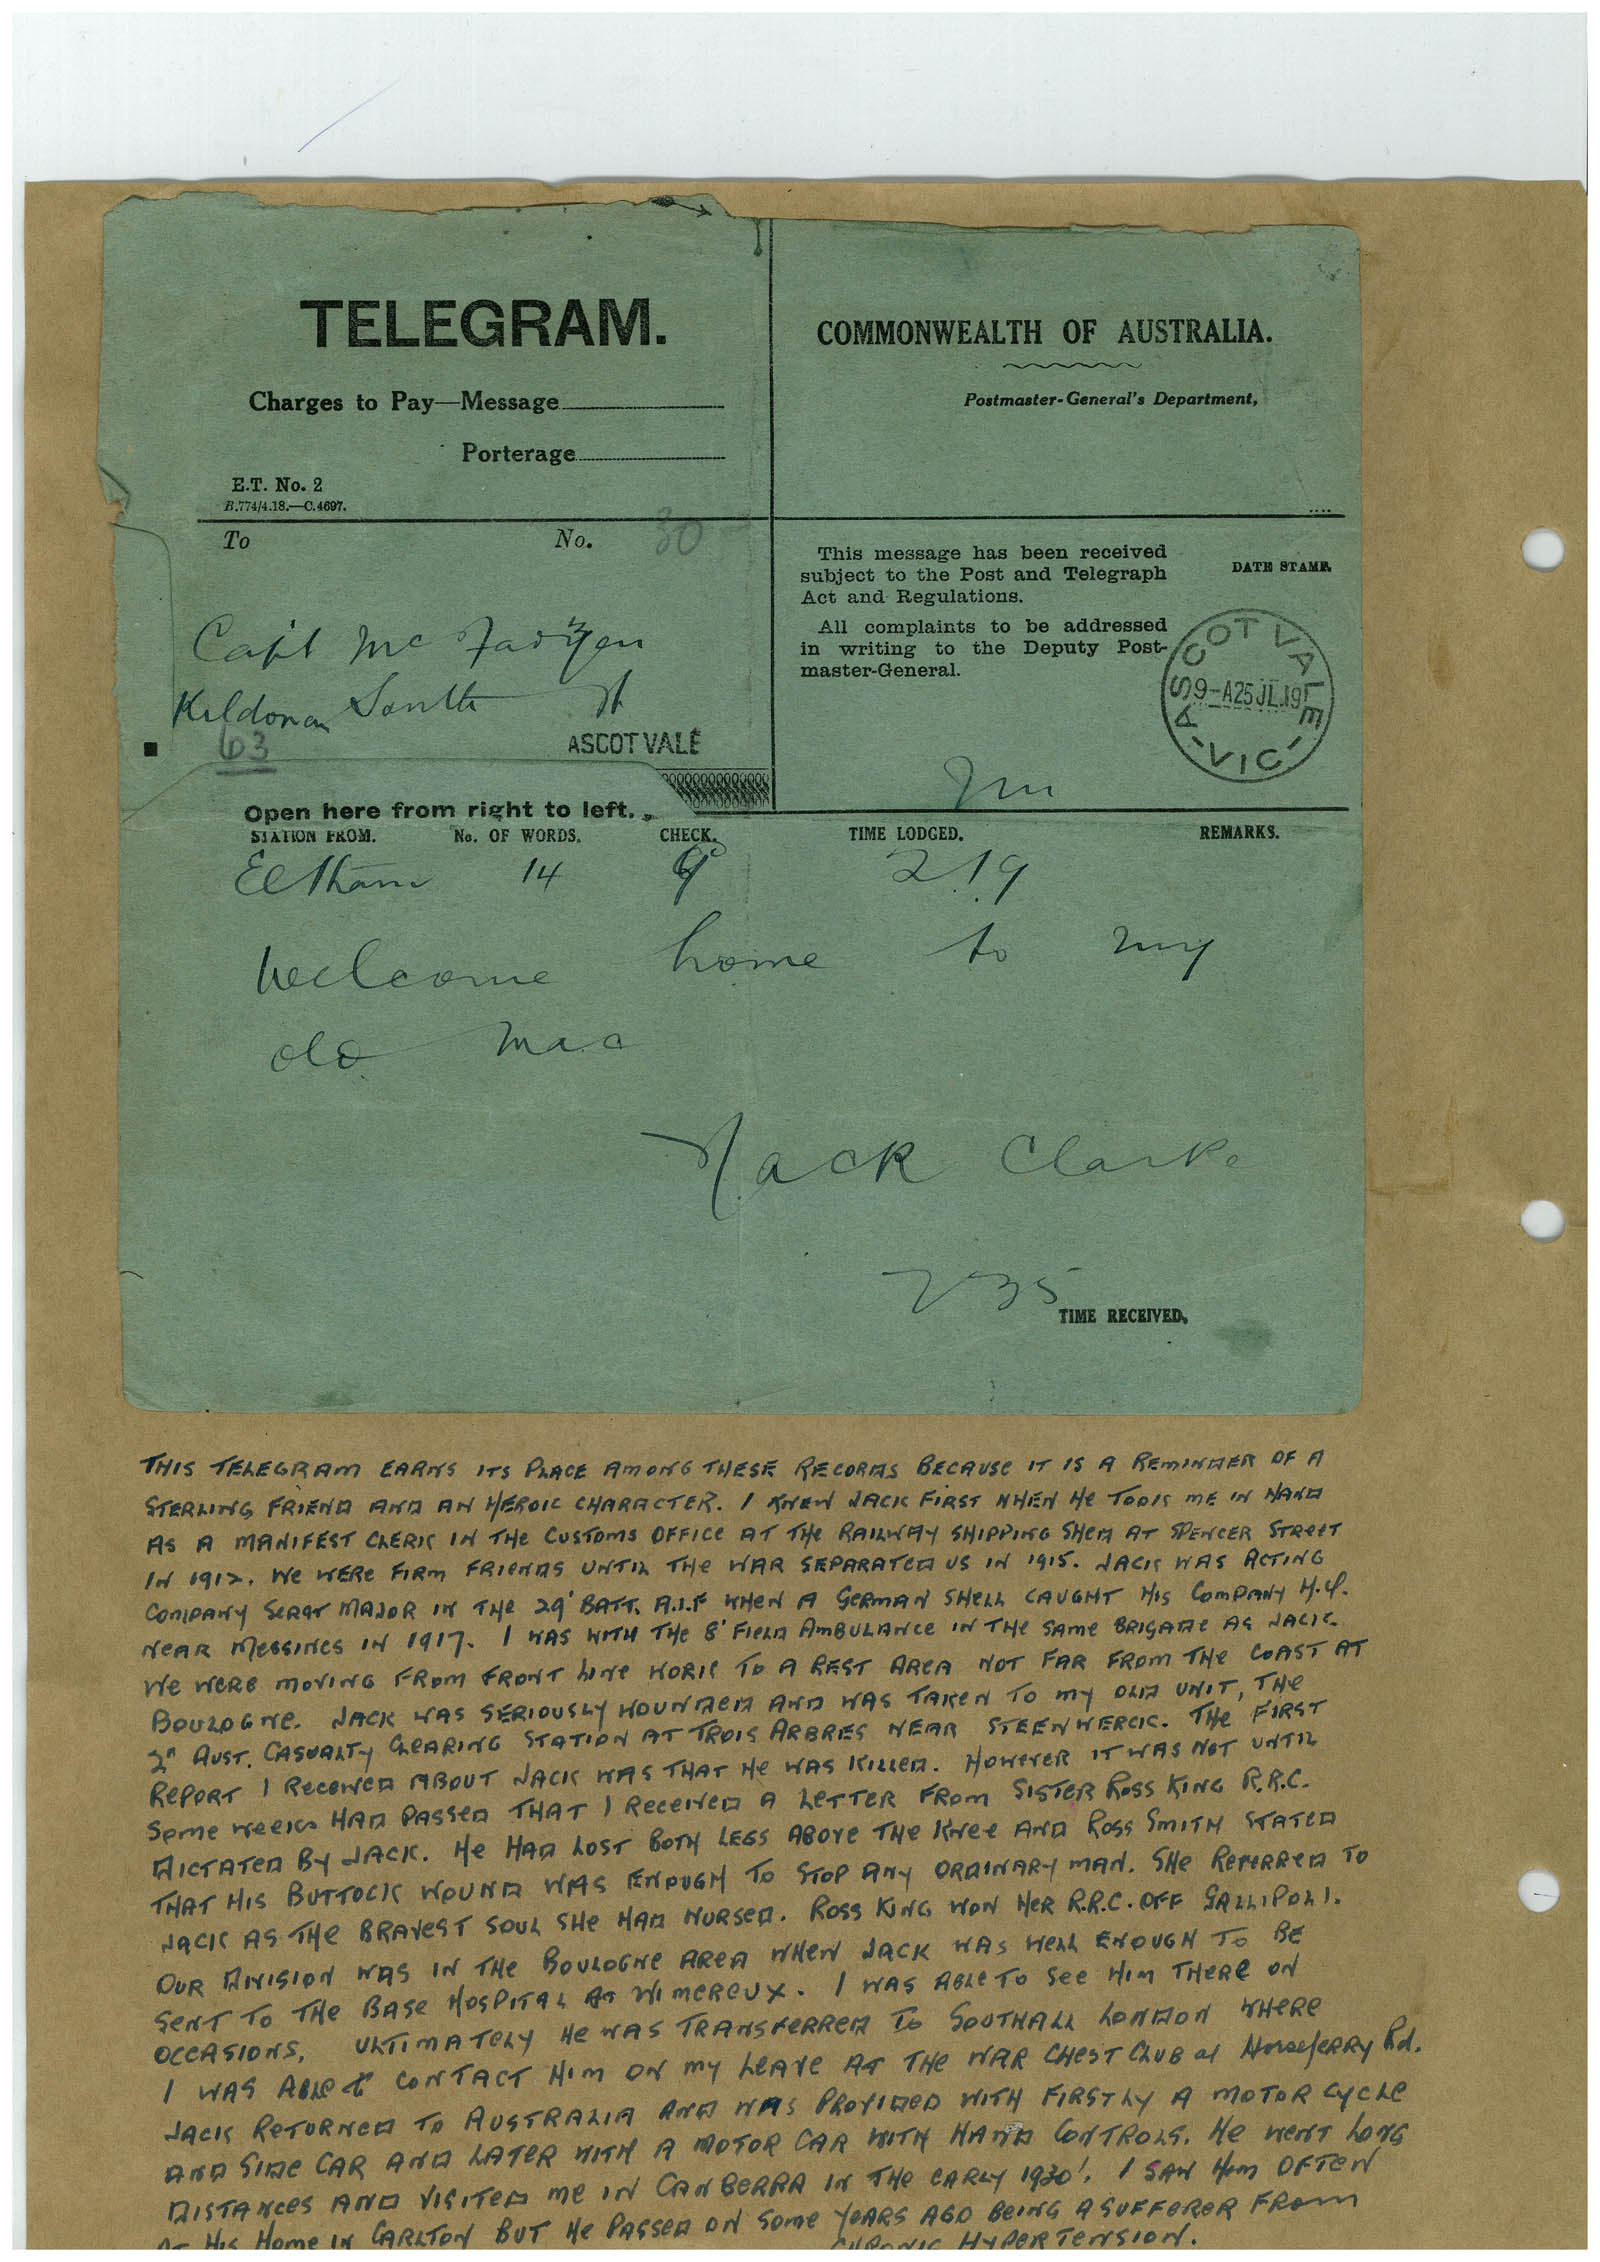 TELEGRAM.
Charges to Pay—Message
Porterage
E.T. No. 2
B.774/4.18.—C.4697.
COMMONWEALTH OF AUSTRALIA.
Postmaster-General's Department,
To No. 30
Capt McFadzen
Kildonan South St
63
ASCOT VALE
This message has been received
subject to the Post and Telegraph
Act and Regulations.
All complaints to be addressed
in writing to the Deputy Post-
master-General.
DATE STAMP.
ASCOT VALE
9-A25JL.19
VIC
Open here from right to left.
STATION FROM. No. OF WORDS. CHECK. TIME LODGED. REMARKS.
Eltham 14 9d 2.19
Welcome home to my
old Mac
Jack Clarke
235
TIME RECEIVED,
THIS TELEGRAM EARNS ITS PLACE AMONG THESE RECORDS BECAUSE IT IS A REMINDER OF A
STERLING FRIEND AND AN HEROIC CHARACTER. I KNEW JACK FIRST WHEN HE TOOK ME IN HAND
AS A MANIFEST CLERK IN THE CUSTOMS OFFICE AT THE RAILWAY SHIPPING SHED AT SPENCER STREET
IN 1912. WE WERE FIRM FRIENDS UNTIL THE WAR SEPARATED US IN 1915. JACK WAS ACTING
COMPANY SERGT MAJOR IN THE 29' BATT. A.I.F WHEN A GERMAN SHELL CAUGHT HIS COMPANY H.Q.
NEAR MESSINES IN 1917. I WAS WITH THE 8' FIELD AMBULANCE IN THE SAME BRIGADE AS JACK.
WE WERE MOVING FROM FRONT LINE WORK TO A REST AREA NOT FAR FROM THE COAST AT
BOULOGNE. JACK WAS SERIOUSLY WOUNDED AND WAS TAKEN TO MY OLD UNIT, THE
2n AUST. CASUALTY CLEARING STATION AT TROIS ARBRES NEAR STEENWERCK. THE FIRST
REPORT I RECEIVED ABOUT JACK WAS THAT HE WAS KILLED. HOWEVER IT WAS NOT UNTIL
SOME WEEKS HAD PASSED THAT I RECEIVED A LETTER FROM SISTER ROSS KING R.R.C.
DICTATED BY JACK. HE HAD LOST BOTH LEGS ABOVE THE KNEE AND ROSS SMITH STATED
THAT HIS BUTTOCK WOUND WAS ENOUGH TO STOP ANY ORDINARY MAN. SHE REFERRED TO
JACK AS THE BRAVEST SOUL SHE HAD NURSED. ROSS KING WON HER R.R.C. OFF GALLIPOLI.
OUR DIVISION WAS IN THE BOULOGNE AREA WHEN JACK WAS WELL ENOUGH TO BE
SENT TO THE BASE HOSPITAL AT WIMEREUX. I WAS ABLE TO SEE HIM THERE ON
OCCASIONS. ULTIMATELY HE WAS TRANSFERRED TO SOUTHALL LONDON WHERE
I WAS ABLE TO CONTACT HIM ON MY LEAVE AT THE WAR CHEST CLUB at Horseferry Rd.
JACK RETURNED TO AUSTRALIA AND WAS PROVIDED WITH FIRSTLY A MOTOR CYCLE
AND SIDE CAR AND LATER WITH A MOTOR CAR WITH HAND CONTROLS. HE WENT LONG
DISTANCES AND VISITED ME IN CANBERRA IN THE EARLY 1930'. I SAW HIM OFTEN
AT HIS HOME IN CARLTON BUT HE PASSED ON SOME YEARS AGO BEING A SUFFERER FROM
CHRONIC HYPERTENSION.